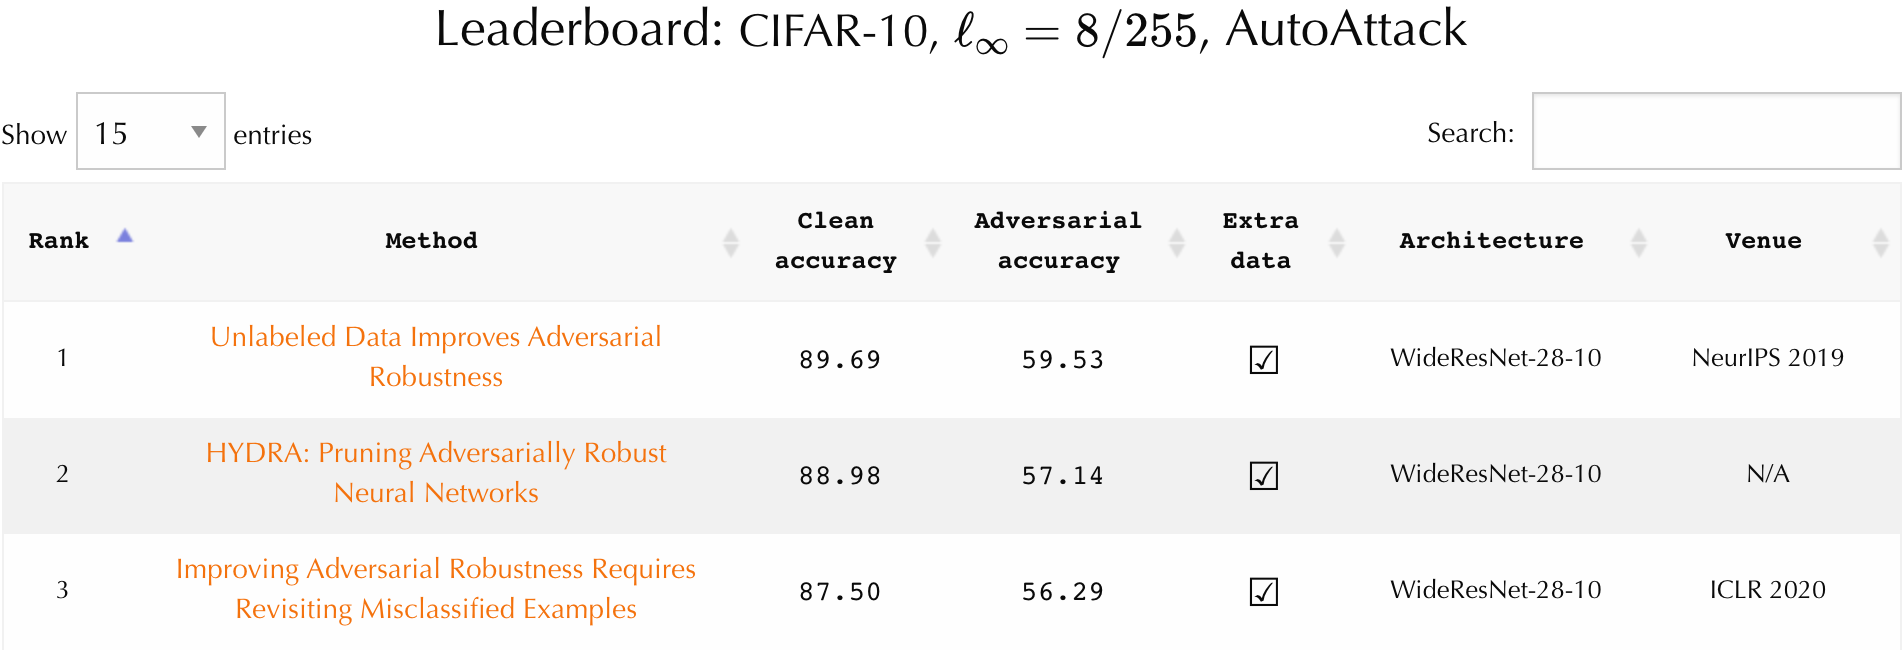 Leaderboard: CIFAR-10, ℓ∞ = 8/255, AutoAttack
Show 15 entries
Search:
Rank Method Clean accuracy Adversarial accuracy Extra data Architecture Venue
1 Unlabeled Data Improves Adversarial Robustness 89.69 59.53 ☑ WideResNet-28-10 NeurIPS 2019
2 HYDRA: Pruning Adversarially Robust Neural Networks 88.98 57.14 ☑ WideResNet-28-10 N/A
3 Improving Adversarial Robustness Requires Revisiting Misclassified Examples 87.50 56.29 ☑ WideResNet-28-10 ICLR 2020